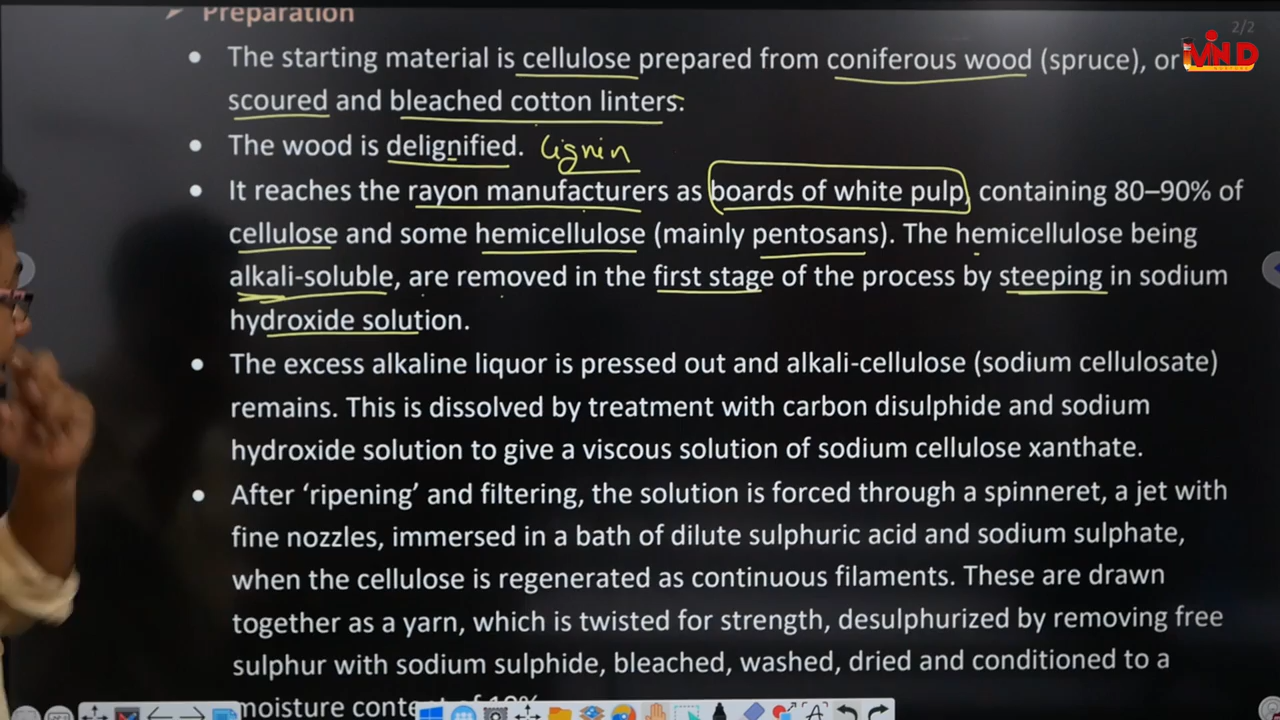 Preparation
2/2
MIND
The starting material is cellulose prepared from coniferous wood (spruce), or
scoured and bleached cotton linters.
The wood is delignified. Lignin
It reaches the rayon manufacturers as boards of white pulp, containing 80–90% of
cellulose and some hemicellulose (mainly pentosans). The hemicellulose being
alkali-soluble, are removed in the first stage of the process by steeping in sodium
hydroxide solution.
The excess alkaline liquor is pressed out and alkali-cellulose (sodium cellulosate)
remains. This is dissolved by treatment with carbon disulphide and sodium
hydroxide solution to give a viscous solution of sodium cellulose xanthate.
After ‘ripening’ and filtering, the solution is forced through a spinneret, a jet with
fine nozzles, immersed in a bath of dilute sulphuric acid and sodium sulphate,
when the cellulose is regenerated as continuous filaments. These are drawn
together as a yarn, which is twisted for strength, desulphurized by removing free
sulphur with sodium sulphide, bleached, washed, dried and conditioned to a
moisture